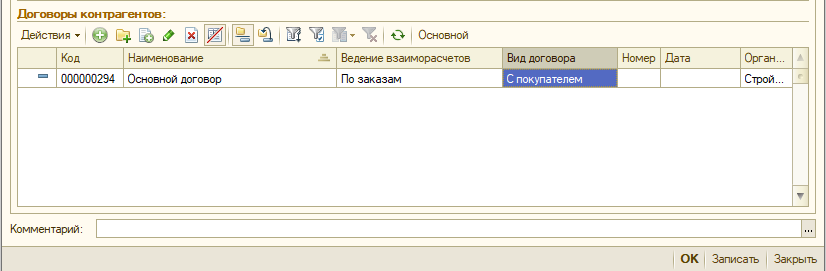 Договоры контрагентов:
Действия Основной
Код Наименование Ведение взаиморасчетов Вид договора Номер Дата Орган...
000000294 Основной договор По заказам С покупателем Строй...
Комментарий: ...
OK Записать Закрыть